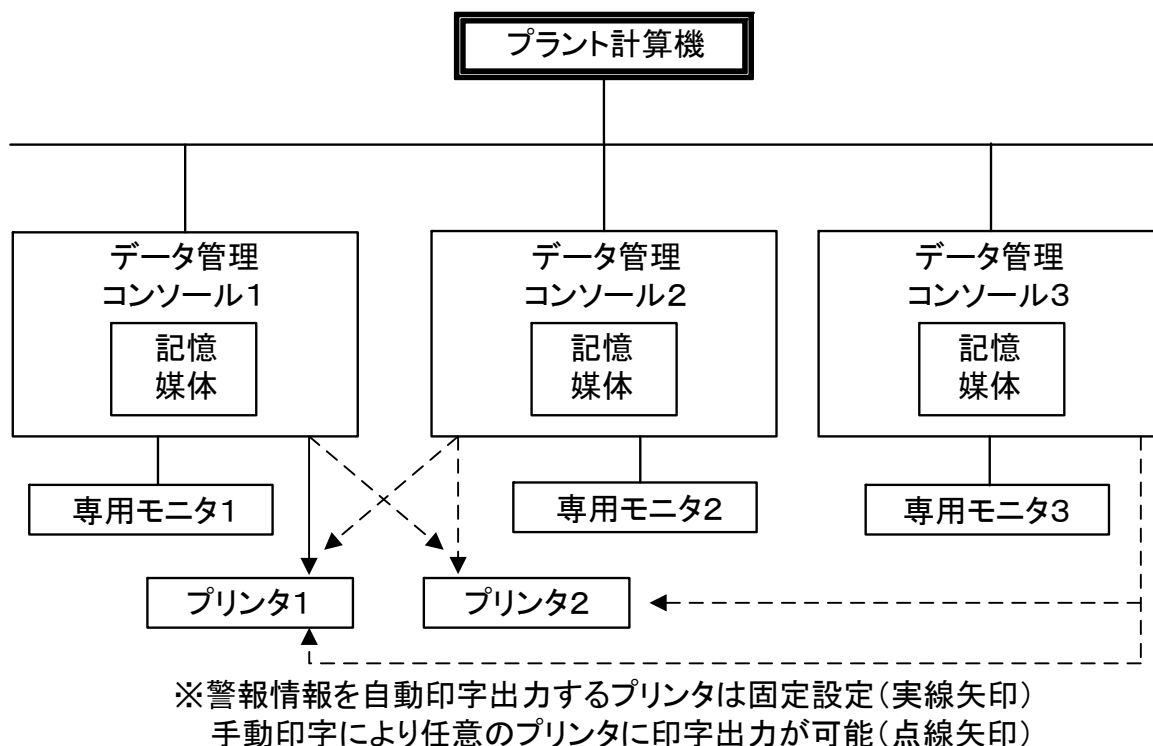 プラント計算機
データ管理
コンソール1
記憶
媒体
データ管理
コンソール2
記憶
媒体
データ管理
コンソール3
記憶
媒体
専用モニタ1
専用モニタ2
専用モニタ3
プリンタ1
プリンタ2
※警報情報を自動印字出力するプリンタは固定設定(実線矢印)
手動印字により任意のプリンタに印字出力が可能(点線矢印)